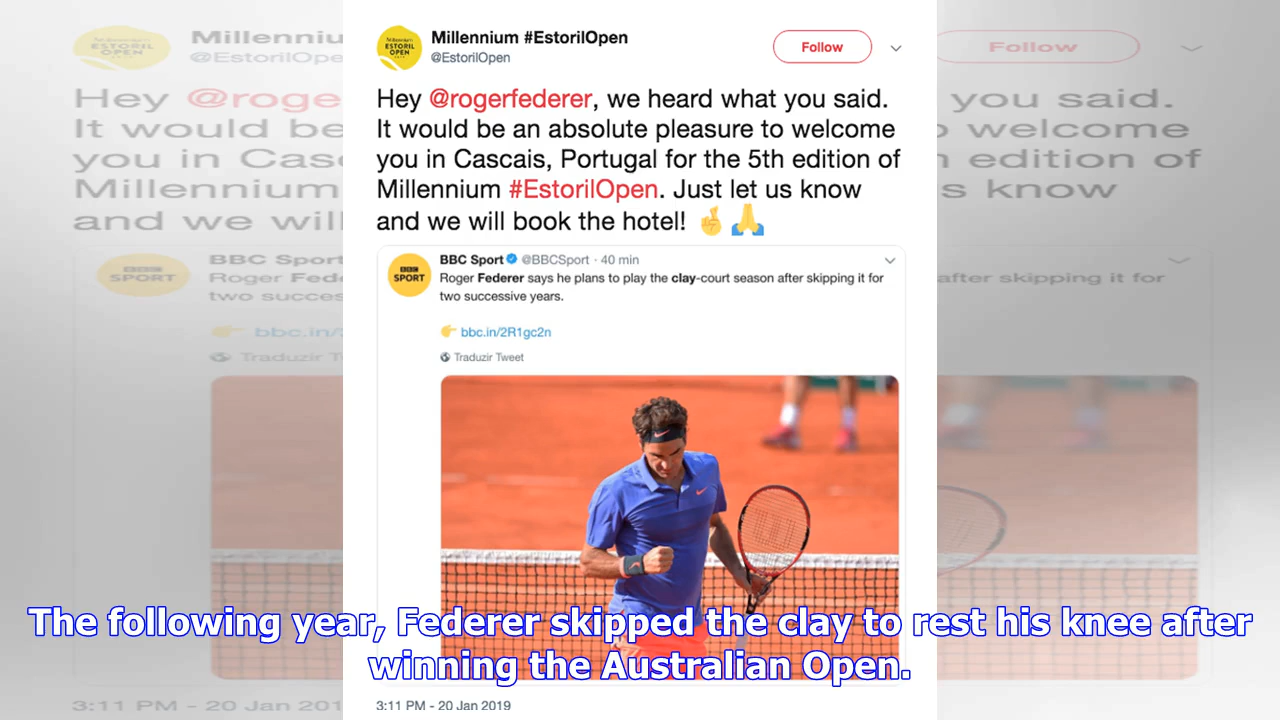 Millennium #EstorilOpen
@EstorilOpen
Follow
Hey @rogerfederer, we heard what you said.
It would be an absolute pleasure to welcome
you in Cascais, Portugal for the 5th edition of
Millennium #EstorilOpen. Just let us know
and we will book the hotel! 🤞🙏
BBC Sport @BBCSport · 40 min
Roger Federer says he plans to play the clay-court season after skipping it for
two successive years.
👉 bbc.in/2R1gc2n
Traduzir Tweet
The following year, Federer skipped the clay to rest his knee after
winning the Australian Open.
3:11 PM - 20 Jan 2019